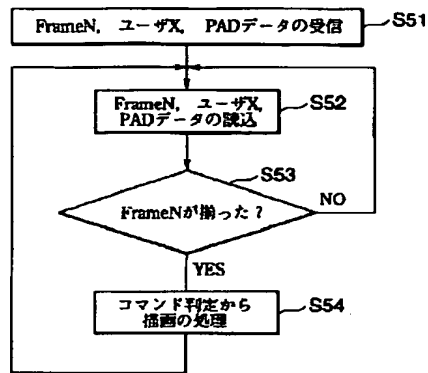 FrameN, ユーザX, PADデータの受信
S51
FrameN, ユーザX,
PADデータの読込
S52
S53
FrameNが揃った？
NO
YES
コマンド判定から
描画の処理
S54